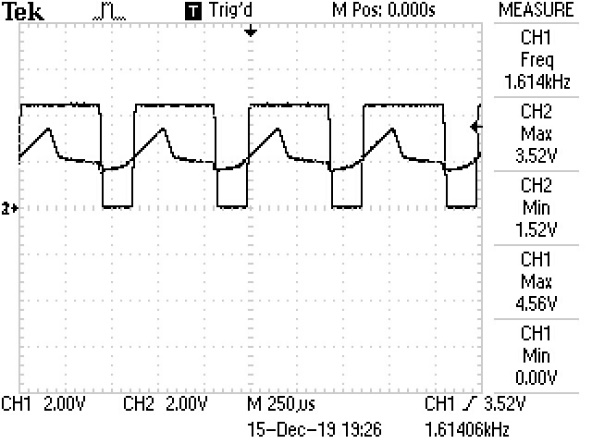 Tek T Trig'd M Pos: 0.000s MEASURE
CH1
Freq
1.614kHz
CH2
Max
3.52V
CH2
Min
1.52V
CH1
Max
4.56V
CH1
Min
0.00V
2
CH1 2.00V CH2 2.00V M 250µs CH1 3.52V
15-Dec-19 19:26 1.61406kHz